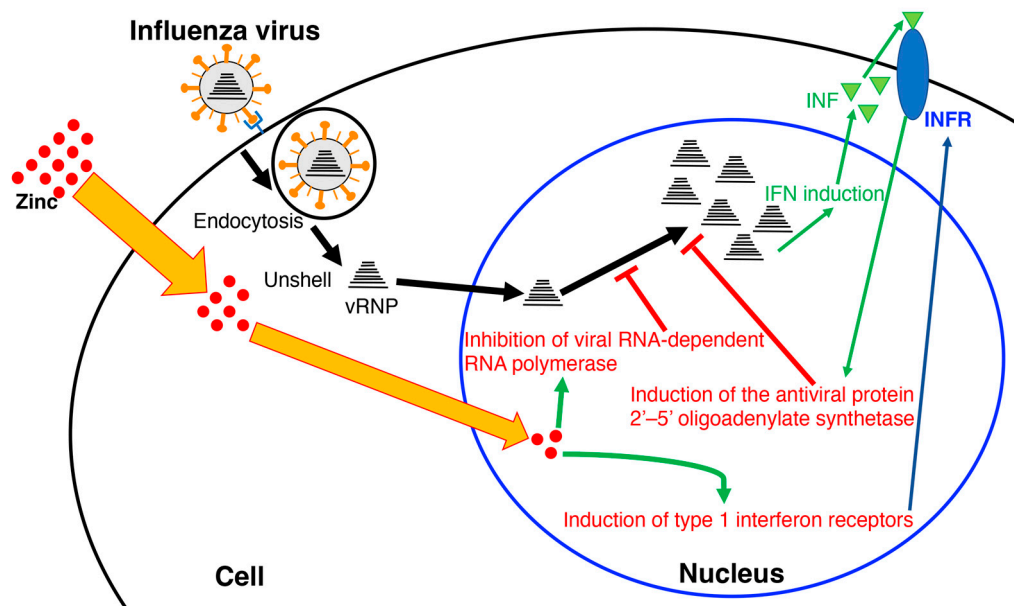 Influenza virus
Zinc
Endocytosis
Unshell
vRNP
INF
INFR
IFN induction
Inhibition of viral RNA-dependent
RNA polymerase
Induction of the antiviral protein
2’–5’ oligoadenylate synthetase
Induction of type 1 interferon receptors
Cell
Nucleus